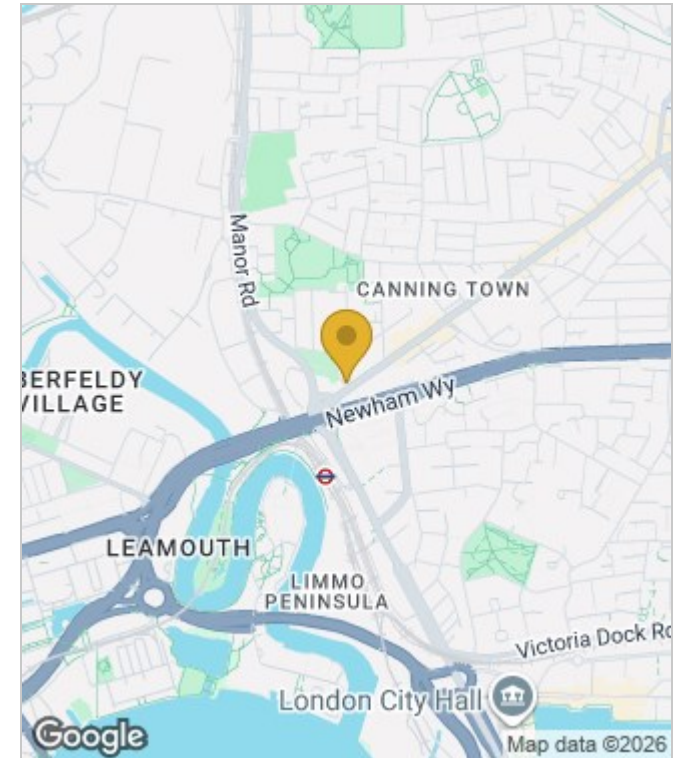 Manor Rd
CANNING TOWN
BERFELDY
VILLAGE
Newham Wy
LEAMOUTH
LIMMO
PENINSULA
Victoria Dock Rd
London City Hall
Google
Map data ©2026